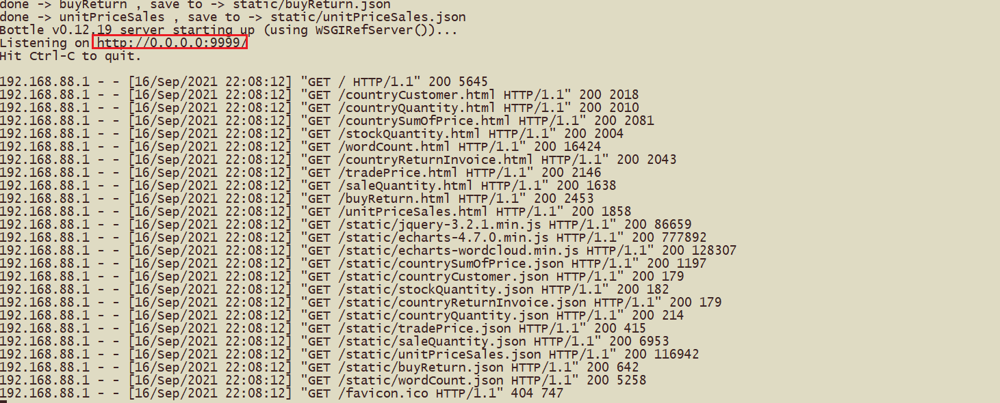 done -> buyReturn , save to -> static/buyReturn.json
done -> unitPriceSales , save to -> static/unitPriceSales.json
Bottle v0.12.19 server starting up (using WSGIRefServer())...
Listening on http://0.0.0.0:9999/
Hit Ctrl-C to quit.
192.168.88.1 - - [16/Sep/2021 22:08:12] "GET / HTTP/1.1" 200 5645
192.168.88.1 - - [16/Sep/2021 22:08:12] "GET /countryCustomer.html HTTP/1.1" 200 2018
192.168.88.1 - - [16/Sep/2021 22:08:12] "GET /countryQuantity.html HTTP/1.1" 200 2010
192.168.88.1 - - [16/Sep/2021 22:08:12] "GET /countrySumOfPrice.html HTTP/1.1" 200 2081
192.168.88.1 - - [16/Sep/2021 22:08:12] "GET /stockQuantity.html HTTP/1.1" 200 2004
192.168.88.1 - - [16/Sep/2021 22:08:12] "GET /wordCount.html HTTP/1.1" 200 16424
192.168.88.1 - - [16/Sep/2021 22:08:12] "GET /countryReturnInvoice.html HTTP/1.1" 200 2043
192.168.88.1 - - [16/Sep/2021 22:08:12] "GET /tradePrice.html HTTP/1.1" 200 2146
192.168.88.1 - - [16/Sep/2021 22:08:12] "GET /saleQuantity.html HTTP/1.1" 200 1638
192.168.88.1 - - [16/Sep/2021 22:08:12] "GET /buyReturn.html HTTP/1.1" 200 2453
192.168.88.1 - - [16/Sep/2021 22:08:12] "GET /unitPriceSales.html HTTP/1.1" 200 1858
192.168.88.1 - - [16/Sep/2021 22:08:12] "GET /static/jquery-3.2.1.min.js HTTP/1.1" 200 86659
192.168.88.1 - - [16/Sep/2021 22:08:12] "GET /static/echarts-4.7.0.min.js HTTP/1.1" 200 777892
192.168.88.1 - - [16/Sep/2021 22:08:12] "GET /static/echarts-wordcloud.min.js HTTP/1.1" 200 128307
192.168.88.1 - - [16/Sep/2021 22:08:12] "GET /static/countrySumOfPrice.json HTTP/1.1" 200 1197
192.168.88.1 - - [16/Sep/2021 22:08:12] "GET /static/countryCustomer.json HTTP/1.1" 200 179
192.168.88.1 - - [16/Sep/2021 22:08:12] "GET /static/stockQuantity.json HTTP/1.1" 200 182
192.168.88.1 - - [16/Sep/2021 22:08:12] "GET /static/countryReturnInvoice.json HTTP/1.1" 200 179
192.168.88.1 - - [16/Sep/2021 22:08:12] "GET /static/countryQuantity.json HTTP/1.1" 200 214
192.168.88.1 - - [16/Sep/2021 22:08:12] "GET /static/tradePrice.json HTTP/1.1" 200 415
192.168.88.1 - - [16/Sep/2021 22:08:12] "GET /static/saleQuantity.json HTTP/1.1" 200 6953
192.168.88.1 - - [16/Sep/2021 22:08:12] "GET /static/unitPriceSales.json HTTP/1.1" 200 116942
192.168.88.1 - - [16/Sep/2021 22:08:12] "GET /static/buyReturn.json HTTP/1.1" 200 642
192.168.88.1 - - [16/Sep/2021 22:08:12] "GET /static/wordCount.json HTTP/1.1" 200 5258
192.168.88.1 - - [16/Sep/2021 22:08:12] "GET /favicon.ico HTTP/1.1" 404 747